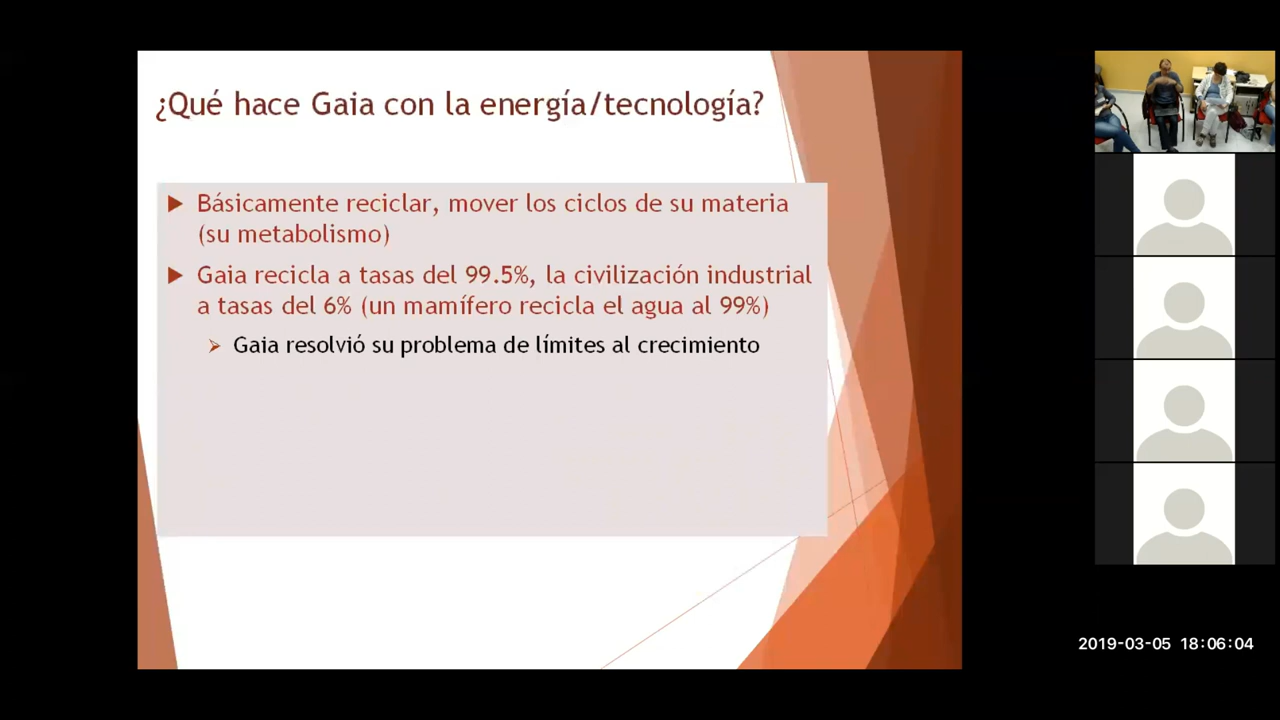 ¿Qué hace Gaia con la energía/tecnología?
Básicamente reciclar, mover los ciclos de su materia
(su metabolismo)
Gaia recicla a tasas del 99.5%, la civilización industrial
a tasas del 6% (un mamífero recicla el agua al 99%)
Gaia resolvió su problema de límites al crecimiento
2019-03-05 18:06:04